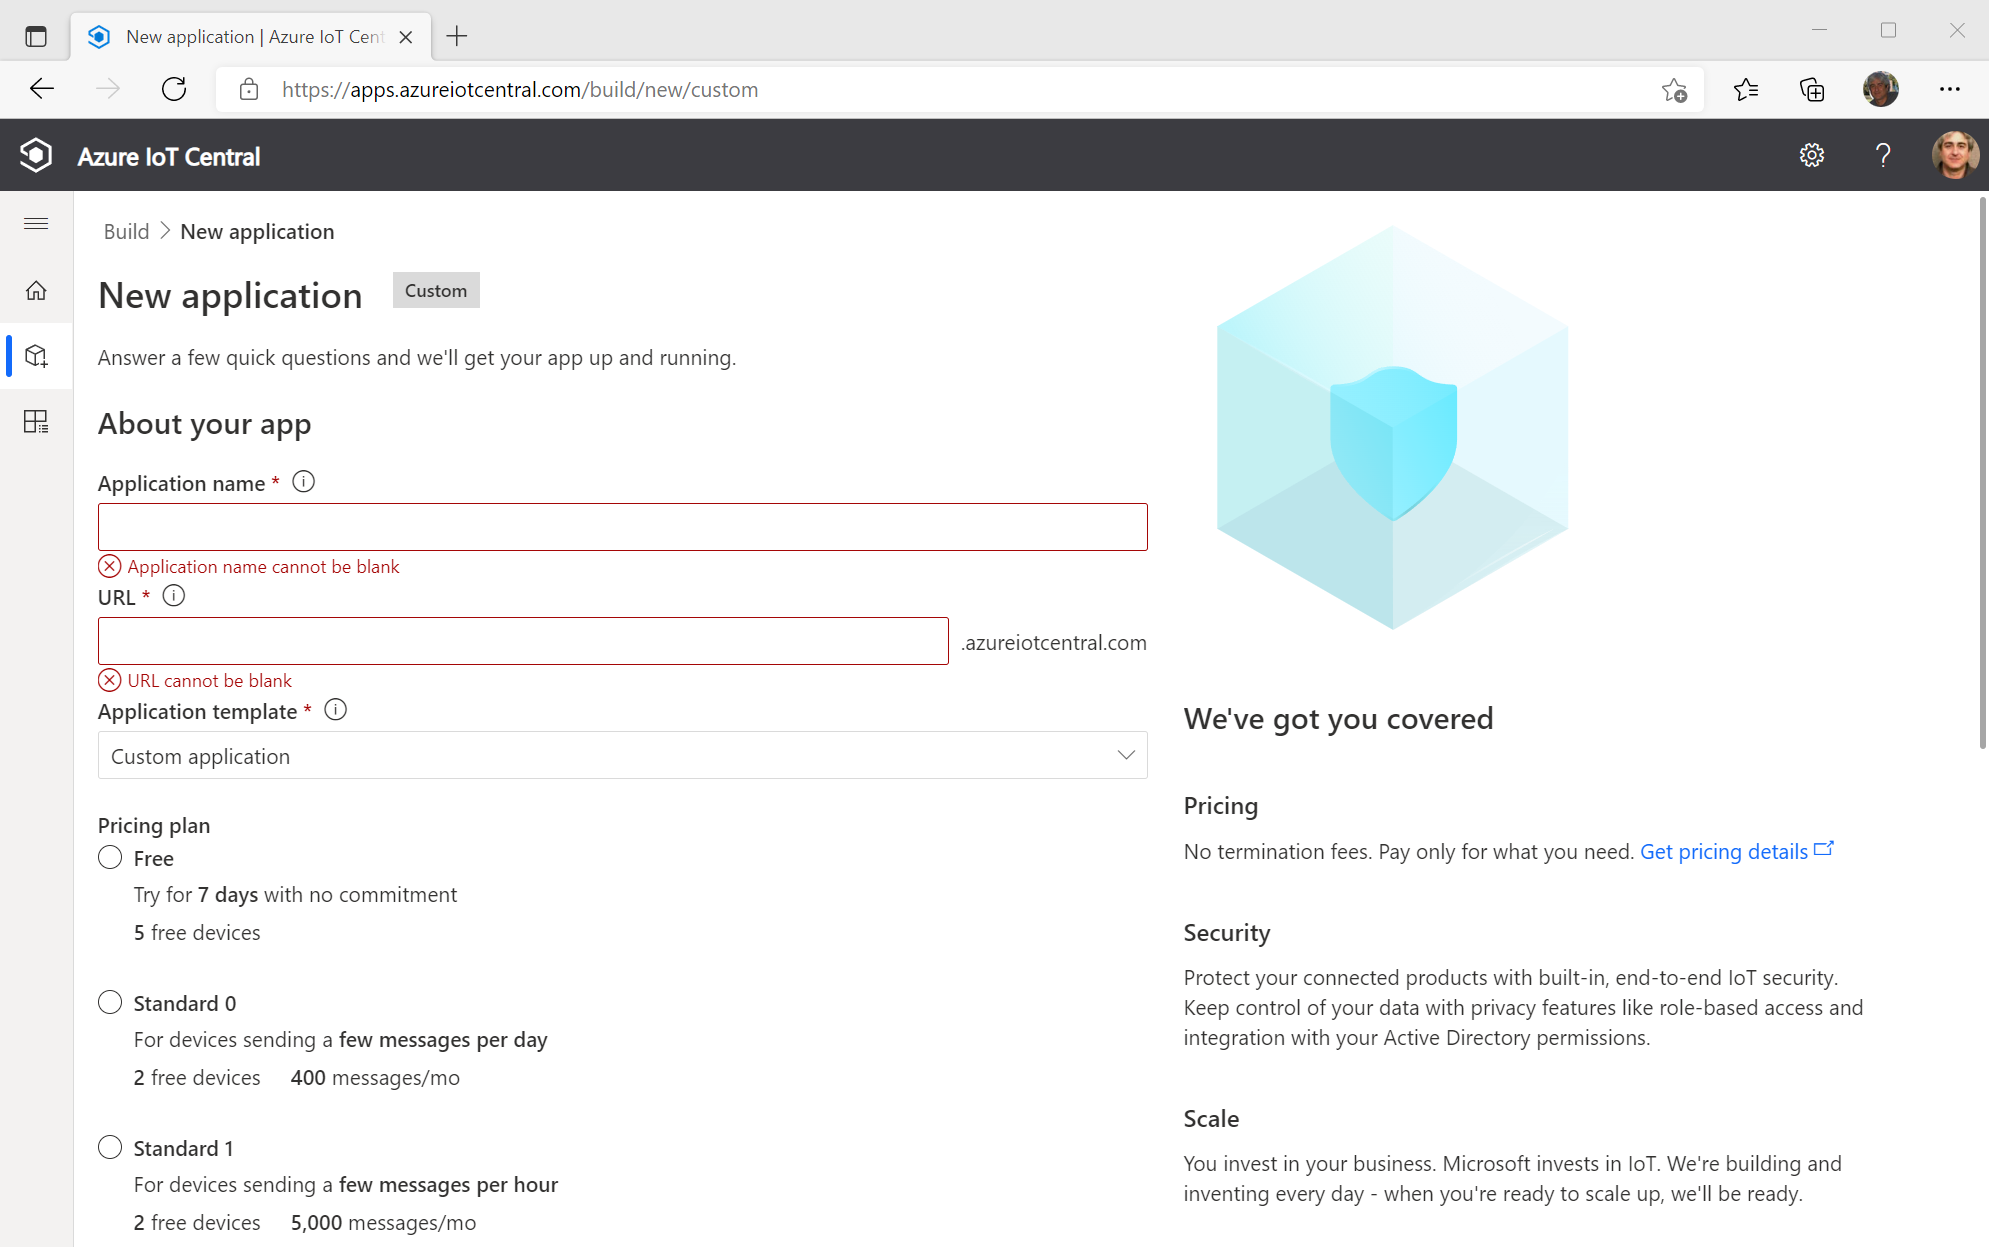 New application | Azure IoT Cent
https://apps.azureiotcentral.com/build/new/custom
Azure IoT Central
Build > New application
New application Custom
Answer a few quick questions and we'll get your app up and running.
About your app
Application name *
Application name cannot be blank
URL *
.azureiotcentral.com
URL cannot be blank
Application template *
Custom application
Pricing plan
Free
Try for 7 days with no commitment
5 free devices
Standard 0
For devices sending a few messages per day
2 free devices 400 messages/mo
Standard 1
For devices sending a few messages per hour
2 free devices 5,000 messages/mo
We've got you covered
Pricing
No termination fees. Pay only for what you need. Get pricing details
Security
Protect your connected products with built-in, end-to-end IoT security.
Keep control of your data with privacy features like role-based access and
integration with your Active Directory permissions.
Scale
You invest in your business. Microsoft invests in IoT. We're building and
inventing every day - when you're ready to scale up, we'll be ready.